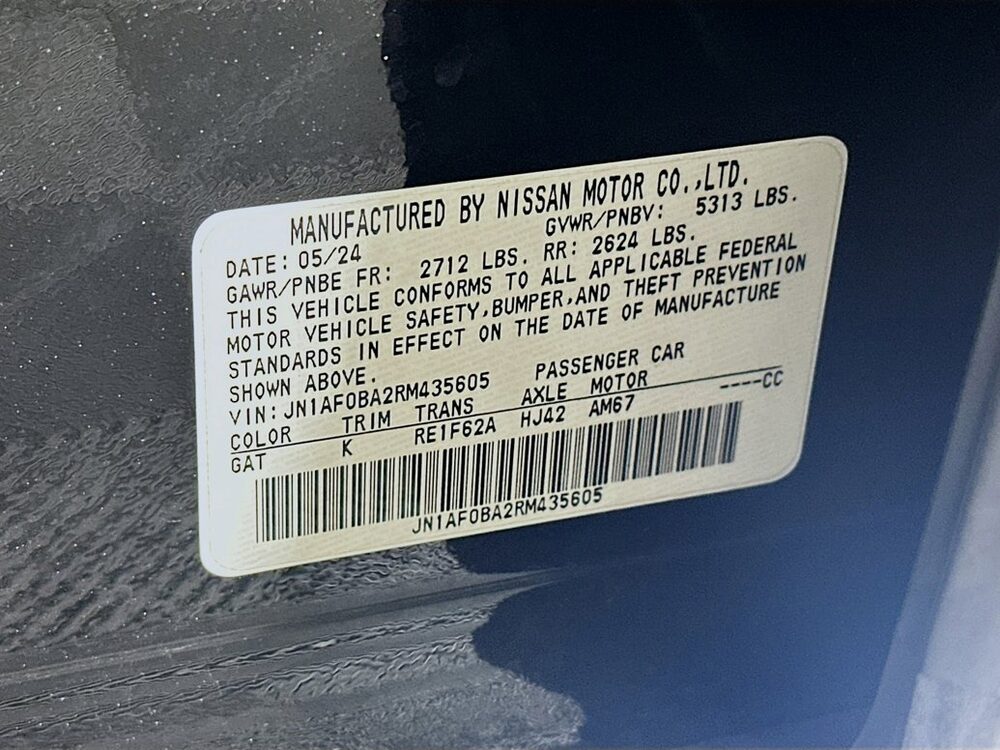 MANUFACTURED BY NISSAN MOTOR CO.,LTD.
DATE: 05/24 GVWR/PNBV: 5313 LBS.
GAWR/PNBE FR: 2712 LBS. RR: 2624 LBS.
THIS VEHICLE CONFORMS TO ALL APPLICABLE FEDERAL
MOTOR VEHICLE SAFETY,BUMPER,AND THEFT PREVENTION
STANDARDS IN EFFECT ON THE DATE OF MANUFACTURE
SHOWN ABOVE.
VIN: JN1AF0BA2RM435605 PASSENGER CAR
COLOR TRIM TRANS AXLE MOTOR ----CC
GAT K RE1F62A HJ42 AM67
JN1AF0BA2RM435605